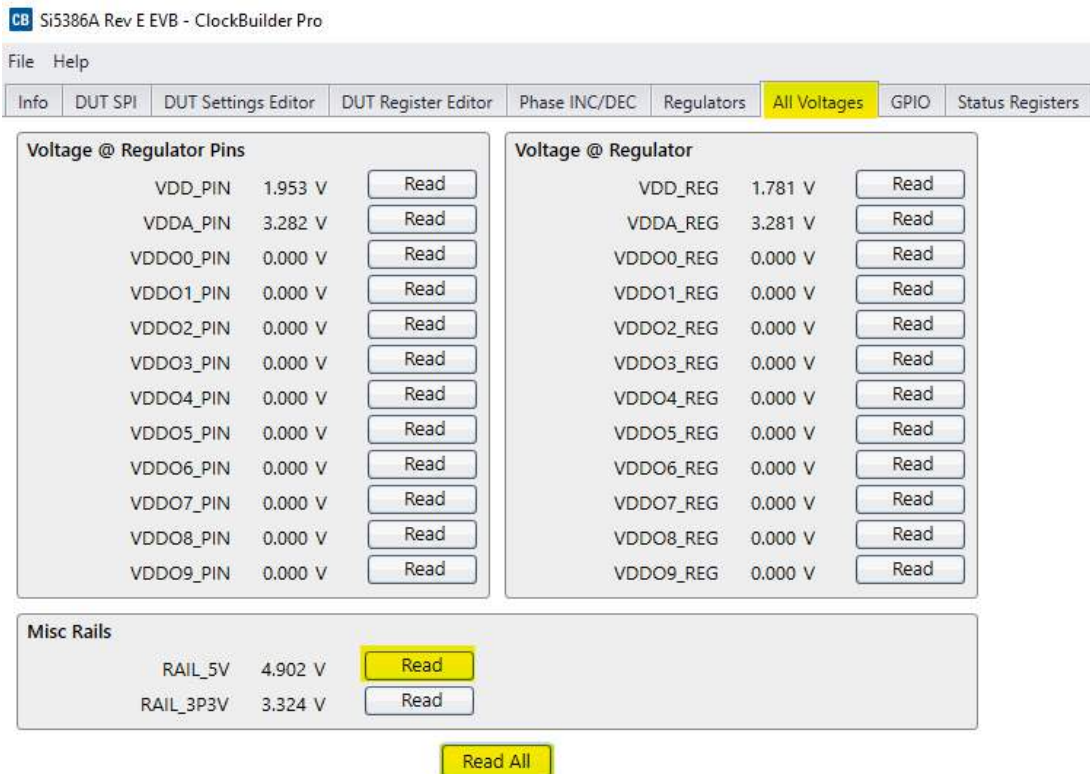 CB Si5386A Rev E EVB - ClockBuilder Pro
File Help
Info DUT SPI DUT Settings Editor DUT Register Editor Phase INC/DEC Regulators All Voltages GPIO Status Registers
Voltage @ Regulator Pins
VDD_PIN 1.953 V Read
VDDA_PIN 3.282 V Read
VDDO0_PIN 0.000 V Read
VDDO1_PIN 0.000 V Read
VDDO2_PIN 0.000 V Read
VDDO3_PIN 0.000 V Read
VDDO4_PIN 0.000 V Read
VDDO5_PIN 0.000 V Read
VDDO6_PIN 0.000 V Read
VDDO7_PIN 0.000 V Read
VDDO8_PIN 0.000 V Read
VDDO9_PIN 0.000 V Read
Voltage @ Regulator
VDD_REG 1.781 V Read
VDDA_REG 3.281 V Read
VDDO0_REG 0.000 V Read
VDDO1_REG 0.000 V Read
VDDO2_REG 0.000 V Read
VDDO3_REG 0.000 V Read
VDDO4_REG 0.000 V Read
VDDO5_REG 0.000 V Read
VDDO6_REG 0.000 V Read
VDDO7_REG 0.000 V Read
VDDO8_REG 0.000 V Read
VDDO9_REG 0.000 V Read
Misc Rails
RAIL_5V 4.902 V Read
RAIL_3P3V 3.324 V Read
Read All